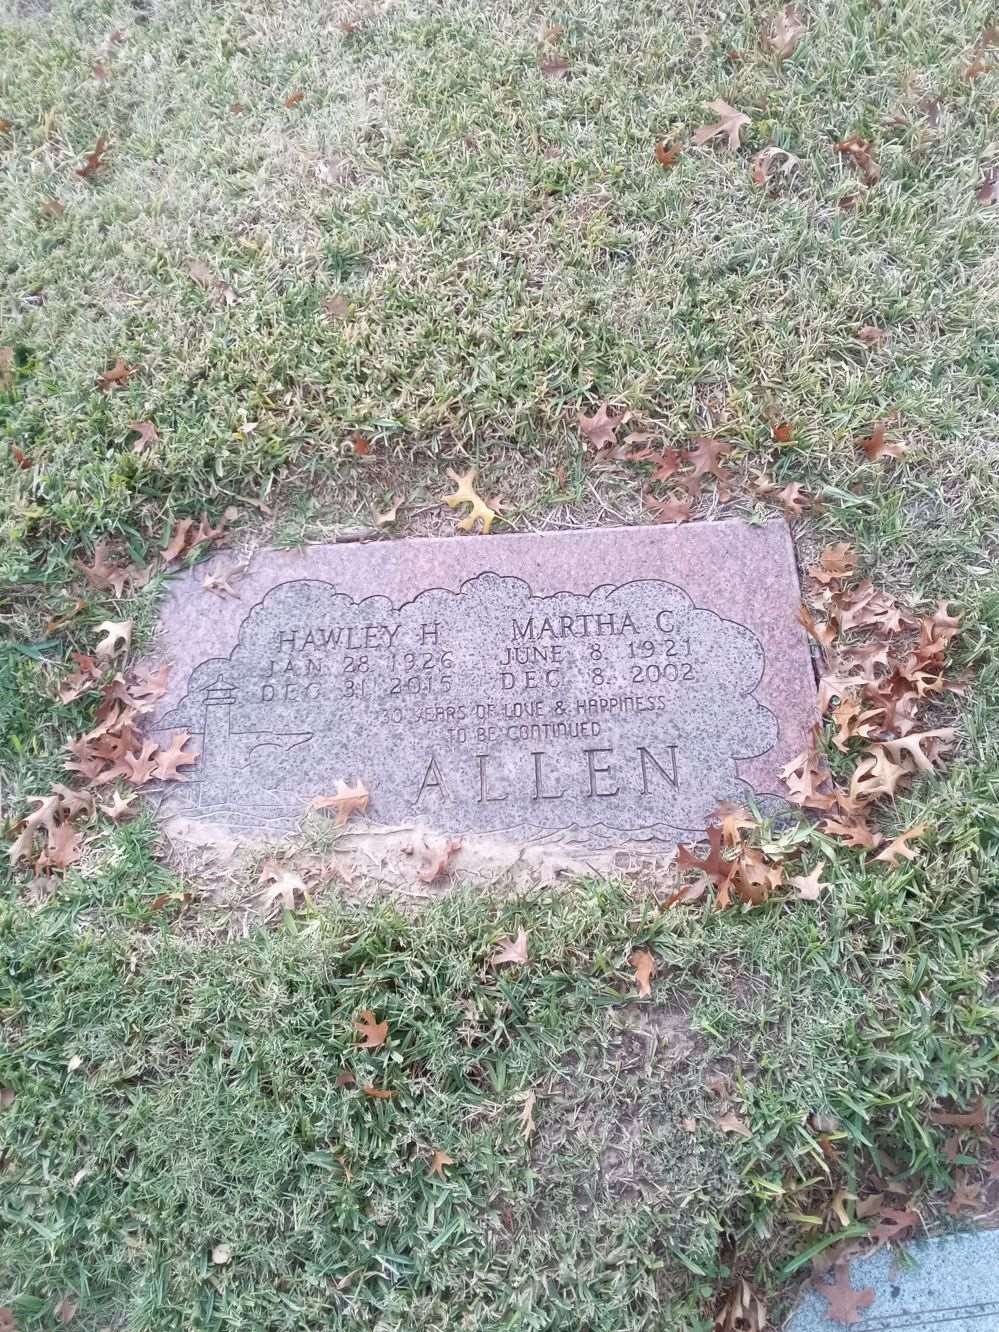 HAWLEY H
JAN 28 1926
DEC 31 2015
MARTHA C
JUNE 8, 1921
DEC. 8, 2002
30 YEARS OF LOVE & HAPPINESS
TO BE CONTINUED
ALLEN